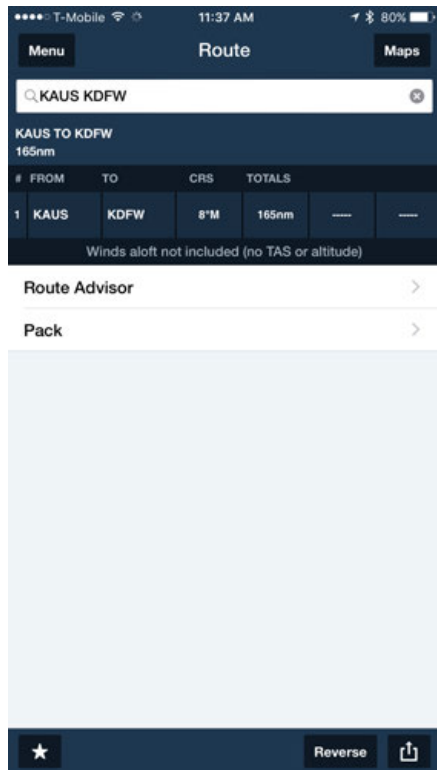 T-Mobile 11:37 AM 80%
Menu Route Maps
KAUS KDFW
KAUS TO KDFW
165nm
# FROM TO CRS TOTALS
1 KAUS KDFW 8°M 165nm ----- -----
Winds aloft not included (no TAS or altitude)
Route Advisor
Pack
Reverse